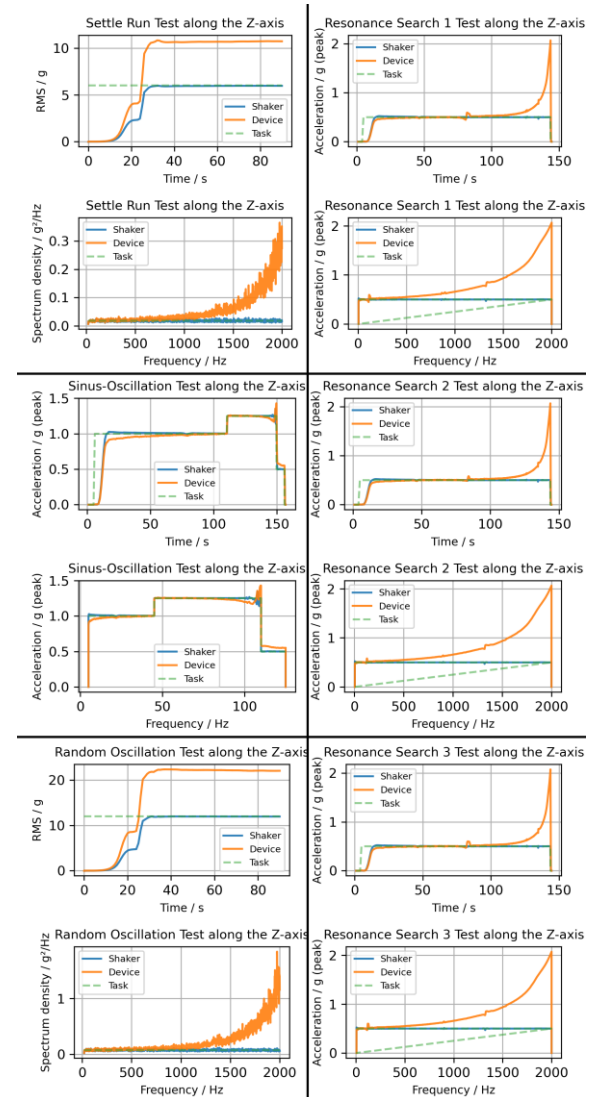 Settle Run Test along the Z-axis
RMS / g
10
5
0
Shaker
Device
Task
0 20 40 60 80
Time / s
Resonance Search 1 Test along the Z-axis
Acceleration / g (peak)
2
1
0
Shaker
Device
Task
0 50 100 150
Time / s
Settle Run Test along the Z-axis
Spectrum density / g²/Hz
0.3
0.2
0.1
0.0
Shaker
Device
Task
0 500 1000 1500 2000
Frequency / Hz
Resonance Search 1 Test along the Z-axis
Acceleration / g (peak)
2
1
0
Shaker
Device
Task
0 500 1000 1500 2000
Frequency / Hz
Sinus-Oscillation Test along the Z-axis
Acceleration / g (peak)
1.5
1.0
0.5
0.0
Shaker
Device
Task
0 50 100 150
Time / s
Resonance Search 2 Test along the Z-axis
Acceleration / g (peak)
2
1
0
Shaker
Device
Task
0 50 100 150
Time / s
Sinus-Oscillation Test along the Z-axis
Acceleration / g (peak)
1.5
1.0
0.5
0.0
Shaker
Device
Task
0 50 100
Frequency / Hz
Resonance Search 2 Test along the Z-axis
Acceleration / g (peak)
2
1
0
Shaker
Device
Task
0 500 1000 1500 2000
Frequency / Hz
Random Oscillation Test along the Z-axis
RMS / g
20
10
0
Shaker
Device
Task
0 20 40 60 80
Time / s
Resonance Search 3 Test along the Z-axis
Acceleration / g (peak)
2
1
0
Shaker
Device
Task
0 50 100 150
Time / s
Random Oscillation Test along the Z-axis
Spectrum density / g²/Hz
1
0
Shaker
Device
Task
0 500 1000 1500 2000
Frequency / Hz
Resonance Search 3 Test along the Z-axis
Acceleration / g (peak)
2
1
0
Shaker
Device
Task
0 500 1000 1500 2000
Frequency / Hz